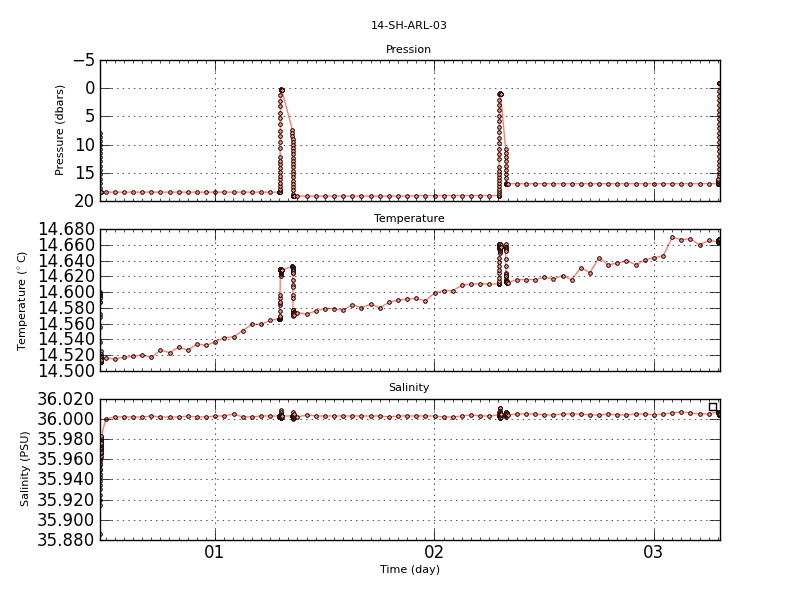 14-SH-ARL-03
Pression
−5
0
5
10
15
20
Pressure (dbars)
Temperature
14.680
14.660
14.640
14.620
14.600
14.580
14.560
14.540
14.520
14.500
Temperature (°C)
Salinity
36.020
36.000
35.980
35.960
35.940
35.920
35.900
35.880
Salinity (PSU)
01 02 03
Time (day)